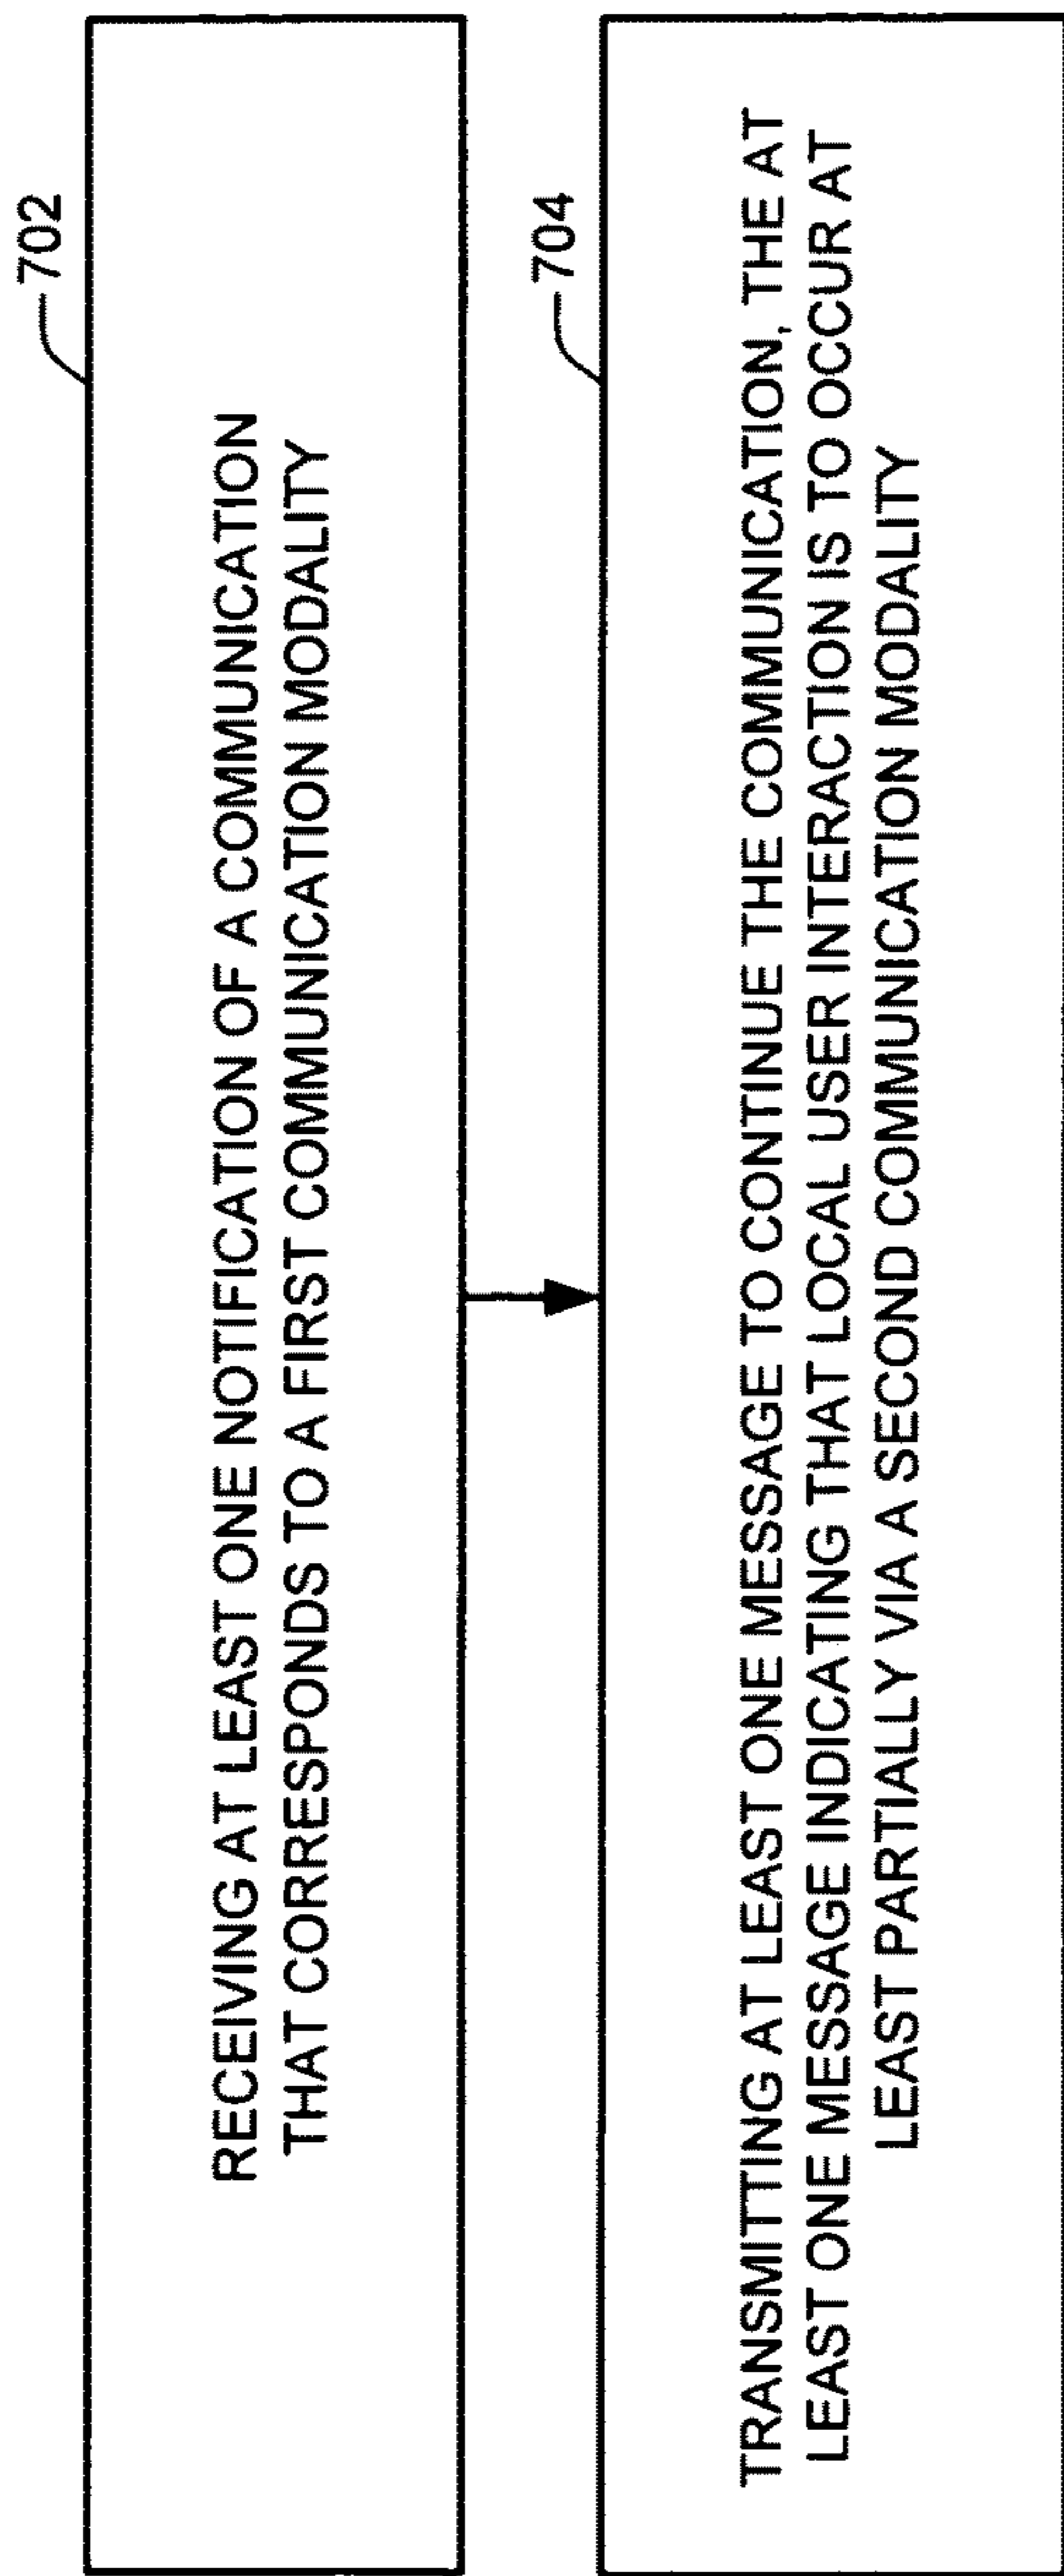 702
RECEIVING AT LEAST ONE NOTIFICATION OF A COMMUNICATION
THAT CORRESPONDS TO A FIRST COMMUNICATION MODALITY
704
TRANSMITTING AT LEAST ONE MESSAGE TO CONTINUE THE COMMUNICATION, THE AT
LEAST ONE MESSAGE INDICATING THAT LOCAL USER INTERACTION IS TO OCCUR AT
LEAST PARTIALLY VIA A SECOND COMMUNICATION MODALITY